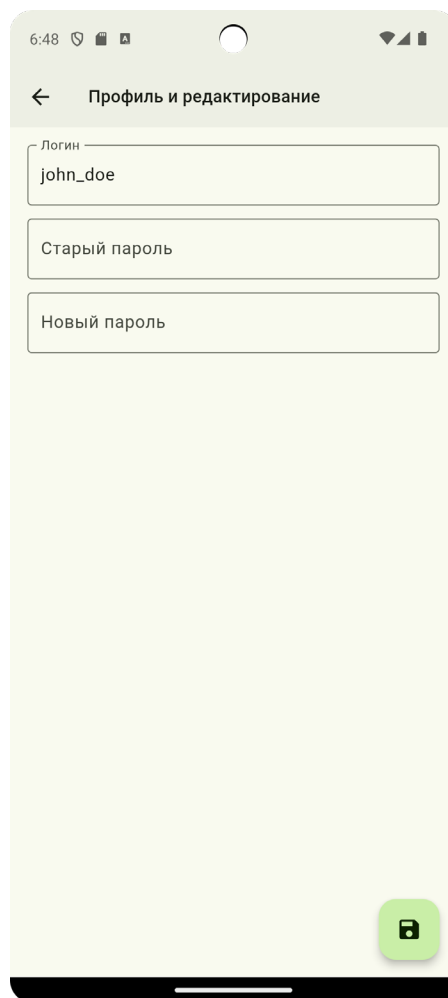 6:48
Профиль и редактирование
Логин
john_doe
Старый пароль
Новый пароль